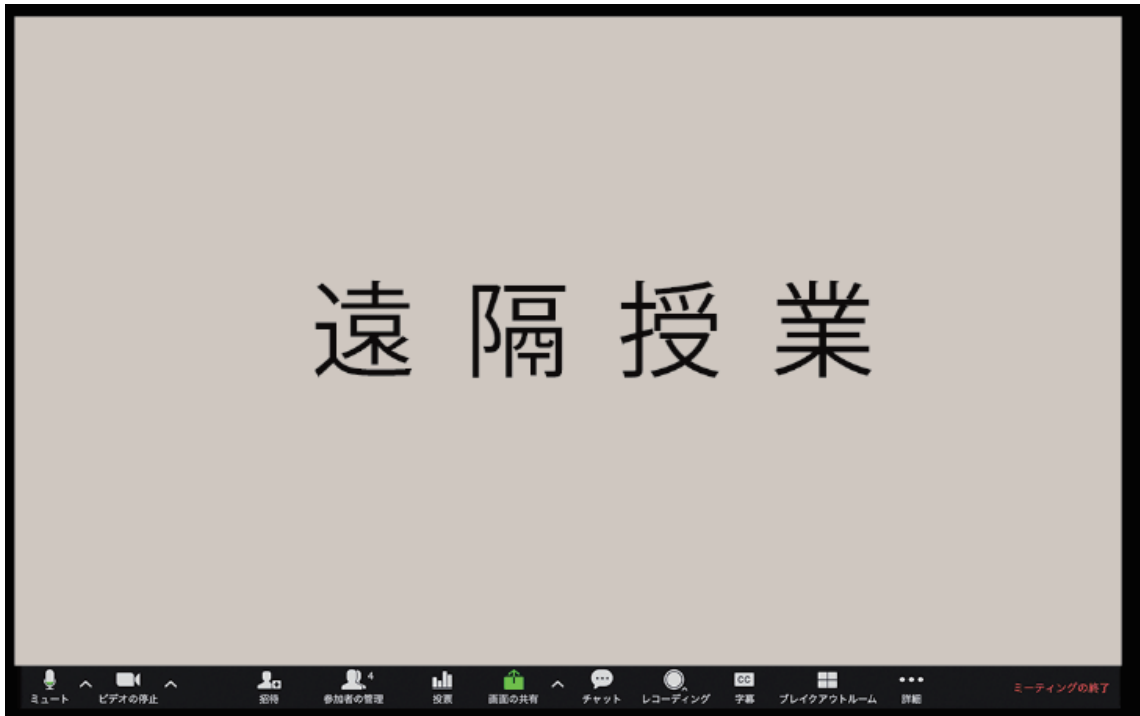 遠隔授業
ミュート
ビデオの停止
招待
参加者の管理
4
投票
画面の共有
チャット
レコーディング
CC
字幕
ブレイクアウトルーム
詳細
ミーティングの終了